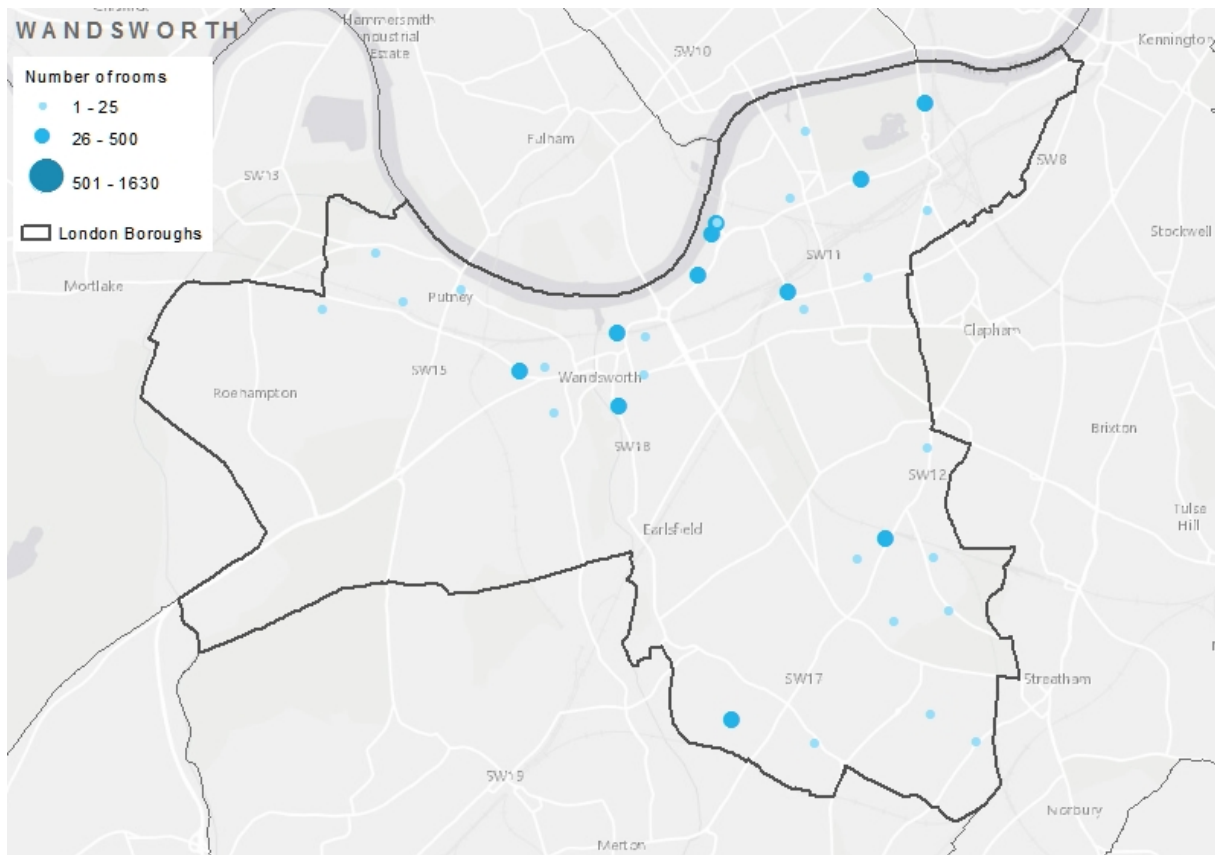 WANDSWORTH
Number of rooms
1 - 25
26 - 500
501 - 1630
London Boroughs
Hammersmith
Industrial
Estate
SW10
Kennington
Fulham
SW13
SW8
Stockwell
SW11
Mortlake
Putney
Clapham
SW15
Wandsworth
Roehampton
Brixton
SW18
SW12
Tulse
Hill
Earlsfield
SW17
Streatham
SW19
Norbury
Merton